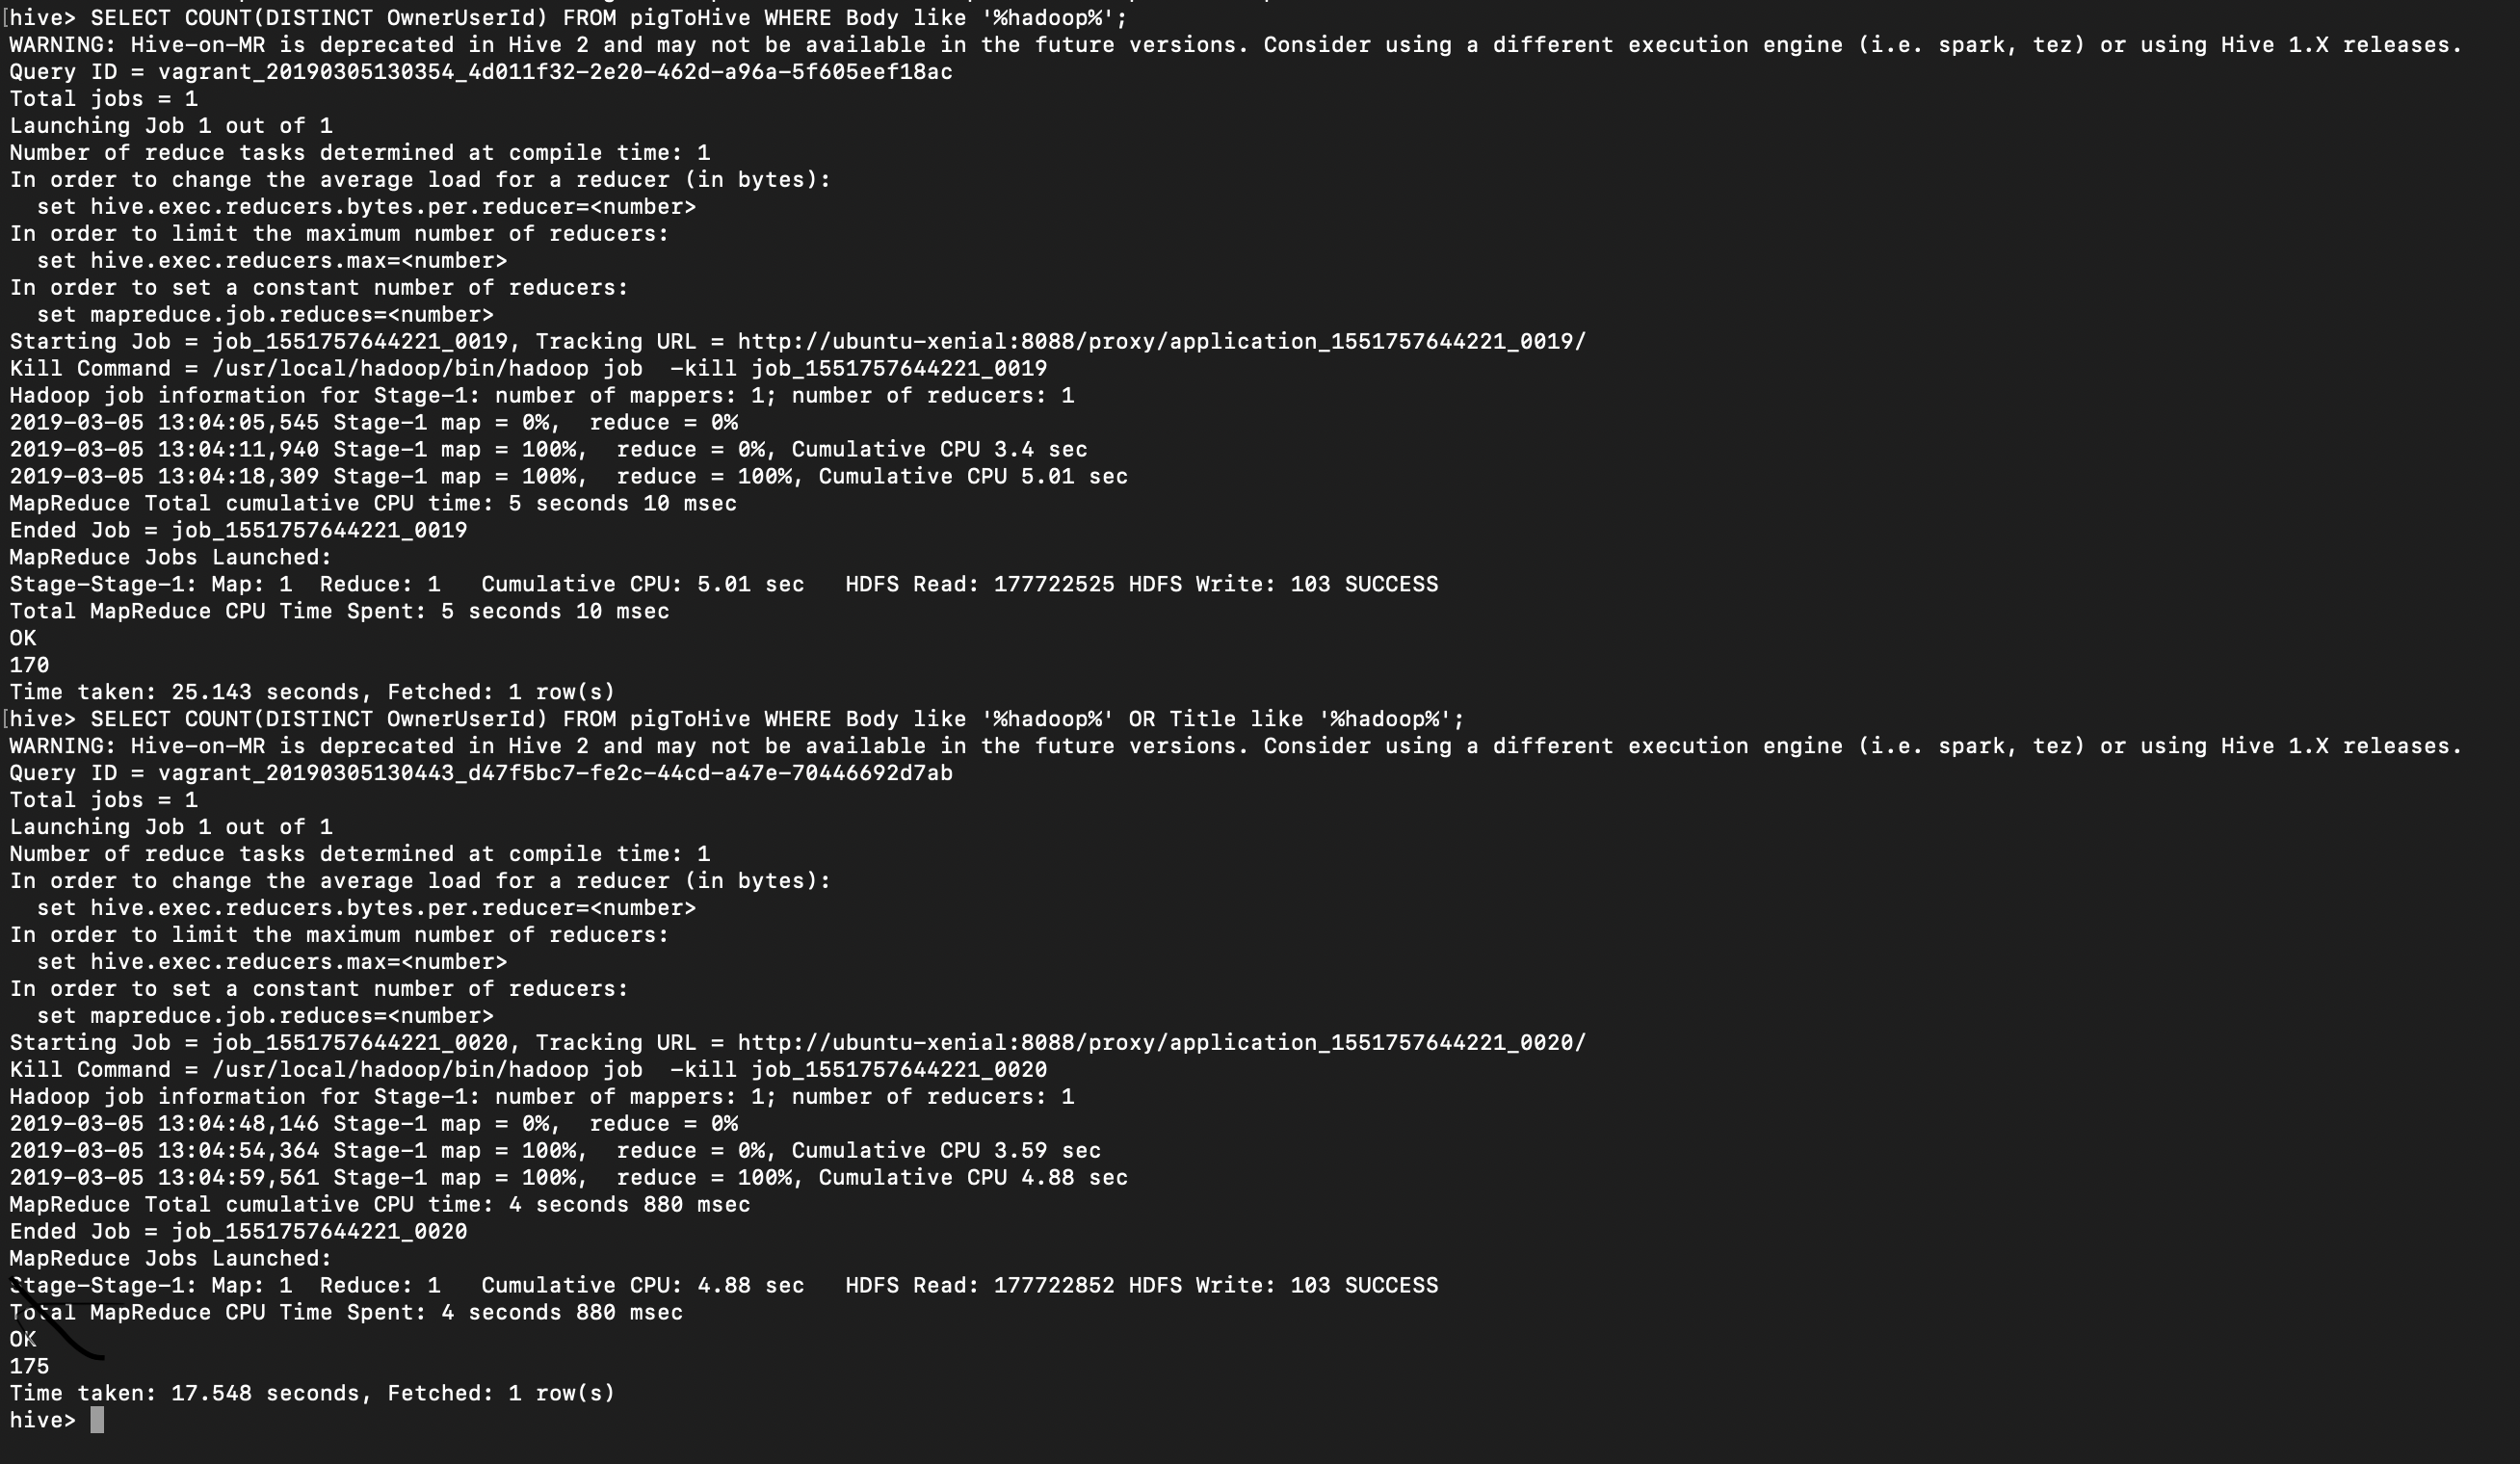 [hive> SELECT COUNT(DISTINCT OwnerUserId) FROM pigToHive WHERE Body like '%hadoop%';
WARNING: Hive-on-MR is deprecated in Hive 2 and may not be available in the future versions. Consider using a different execution engine (i.e. spark, tez) or using Hive 1.X releases.
Query ID = vagrant_20190305130354_4d011f32-2e20-462d-a96a-5f605eef18ac
Total jobs = 1
Launching Job 1 out of 1
Number of reduce tasks determined at compile time: 1
In order to change the average load for a reducer (in bytes):
  set hive.exec.reducers.bytes.per.reducer=<number>
In order to limit the maximum number of reducers:
  set hive.exec.reducers.max=<number>
In order to set a constant number of reducers:
  set mapreduce.job.reduces=<number>
Starting Job = job_1551757644221_0019, Tracking URL = http://ubuntu-xenial:8088/proxy/application_1551757644221_0019/
Kill Command = /usr/local/hadoop/bin/hadoop job  -kill job_1551757644221_0019
Hadoop job information for Stage-1: number of mappers: 1; number of reducers: 1
2019-03-05 13:04:05,545 Stage-1 map = 0%,  reduce = 0%
2019-03-05 13:04:11,940 Stage-1 map = 100%,  reduce = 0%, Cumulative CPU 3.4 sec
2019-03-05 13:04:18,309 Stage-1 map = 100%,  reduce = 100%, Cumulative CPU 5.01 sec
MapReduce Total cumulative CPU time: 5 seconds 10 msec
Ended Job = job_1551757644221_0019
MapReduce Jobs Launched:
Stage-Stage-1: Map: 1  Reduce: 1   Cumulative CPU: 5.01 sec   HDFS Read: 177722525 HDFS Write: 103 SUCCESS
Total MapReduce CPU Time Spent: 5 seconds 10 msec
OK
170
Time taken: 25.143 seconds, Fetched: 1 row(s)
[hive> SELECT COUNT(DISTINCT OwnerUserId) FROM pigToHive WHERE Body like '%hadoop%' OR Title like '%hadoop%';
WARNING: Hive-on-MR is deprecated in Hive 2 and may not be available in the future versions. Consider using a different execution engine (i.e. spark, tez) or using Hive 1.X releases.
Query ID = vagrant_20190305130443_d47f5bc7-fe2c-44cd-a47e-70446692d7ab
Total jobs = 1
Launching Job 1 out of 1
Number of reduce tasks determined at compile time: 1
In order to change the average load for a reducer (in bytes):
  set hive.exec.reducers.bytes.per.reducer=<number>
In order to limit the maximum number of reducers:
  set hive.exec.reducers.max=<number>
In order to set a constant number of reducers:
  set mapreduce.job.reduces=<number>
Starting Job = job_1551757644221_0020, Tracking URL = http://ubuntu-xenial:8088/proxy/application_1551757644221_0020/
Kill Command = /usr/local/hadoop/bin/hadoop job  -kill job_1551757644221_0020
Hadoop job information for Stage-1: number of mappers: 1; number of reducers: 1
2019-03-05 13:04:48,146 Stage-1 map = 0%,  reduce = 0%
2019-03-05 13:04:54,364 Stage-1 map = 100%,  reduce = 0%, Cumulative CPU 3.59 sec
2019-03-05 13:04:59,561 Stage-1 map = 100%,  reduce = 100%, Cumulative CPU 4.88 sec
MapReduce Total cumulative CPU time: 4 seconds 880 msec
Ended Job = job_1551757644221_0020
MapReduce Jobs Launched:
Stage-Stage-1: Map: 1  Reduce: 1   Cumulative CPU: 4.88 sec   HDFS Read: 177722852 HDFS Write: 103 SUCCESS
Total MapReduce CPU Time Spent: 4 seconds 880 msec
OK
175
Time taken: 17.548 seconds, Fetched: 1 row(s)
hive>